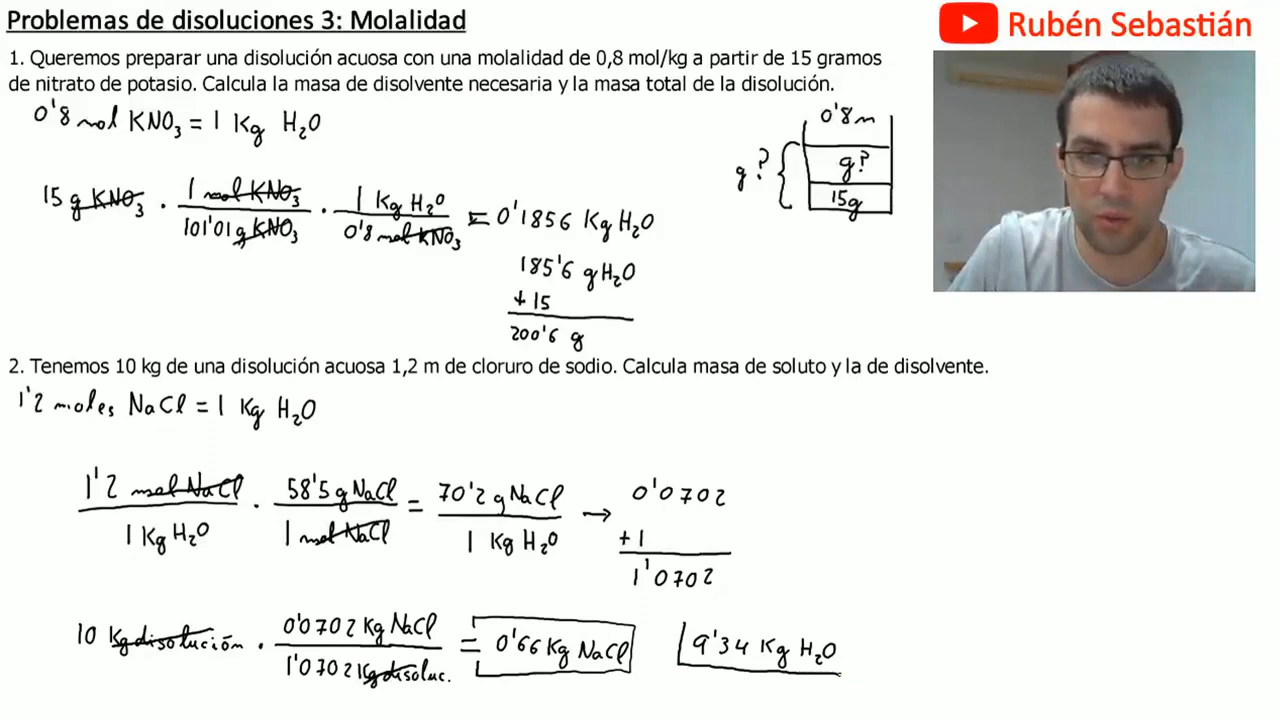 Problemas de disoluciones 3: Molalidad
Rubén Sebastián
1. Queremos preparar una disolución acuosa con una molalidad de 0,8 mol/kg a partir de 15 gramos
de nitrato de potasio. Calcula la masa de disolvente necesaria y la masa total de la disolución.
0'8 mol KNO₃ = 1 Kg H₂O
0'8 m
g?
g?
15g
15 g KNO₃ · 1 mol KNO₃ / 101'01 g KNO₃ · 1 Kg H₂O / 0'8 mol KNO₃ = 0'1856 Kg H₂O
185'6 g H₂O
+ 15
200'6 g
2. Tenemos 10 kg de una disolución acuosa 1,2 m de cloruro de sodio. Calcula masa de soluto y la de disolvente.
1'2 moles NaCl = 1 Kg H₂O
1'2 mol NaCl / 1 Kg H₂O · 58'5 g NaCl / 1 mol NaCl = 70'2 g NaCl / 1 Kg H₂O → 0'0702
+ 1
1'0702
10 Kg disolución · 0'0702 Kg NaCl / 1'0702 Kg disoluc. = 0'66 Kg NaCl 9'34 Kg H₂O